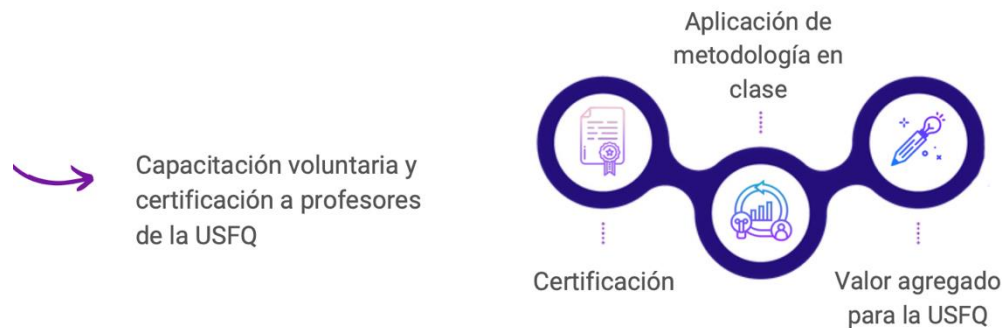 Capacitación voluntaria y
certificación a profesores
de la USFQ
Aplicación de
metodología en
clase
Certificación
Valor agregado
para la USFQ